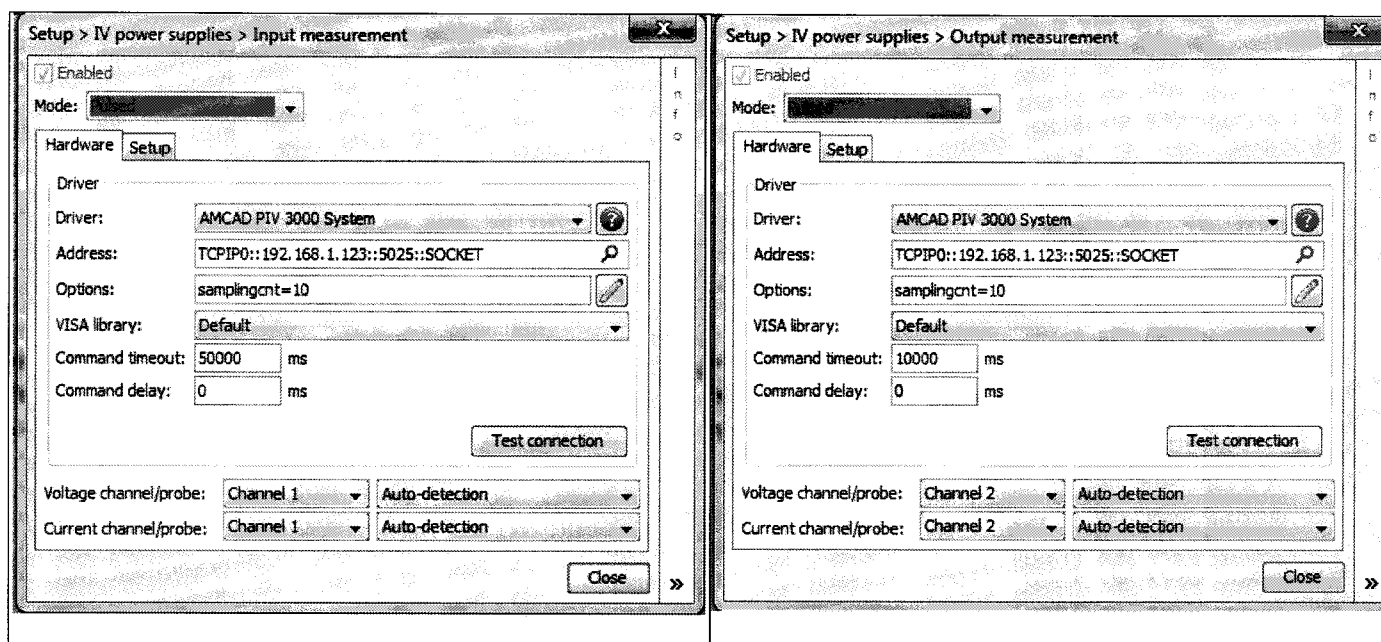 Setup > IV power supplies > Input measurement
Enabled
Mode: Pulsed
Hardware Setup
Driver
Driver: AMCAD PIV 3000 System
Address: TCPIP0::192.168.1.123::5025::SOCKET
Options: samplingcnt=10
VISA library: Default
Command timeout: 50000 ms
Command delay: 0 ms
Test connection
Voltage channel/probe: Channel 1 Auto-detection
Current channel/probe: Channel 1 Auto-detection
Close »
I
n
f
o
Setup > IV power supplies > Output measurement
Enabled
Mode:
Hardware Setup
Driver
Driver: AMCAD PIV 3000 System
Address: TCPIP0::192.168.1.123::5025::SOCKET
Options: samplingcnt=10
VISA library: Default
Command timeout: 10000 ms
Command delay: 0 ms
Test connection
Voltage channel/probe: Channel 2 Auto-detection
Current channel/probe: Channel 2 Auto-detection
Close »
I
n
f
o